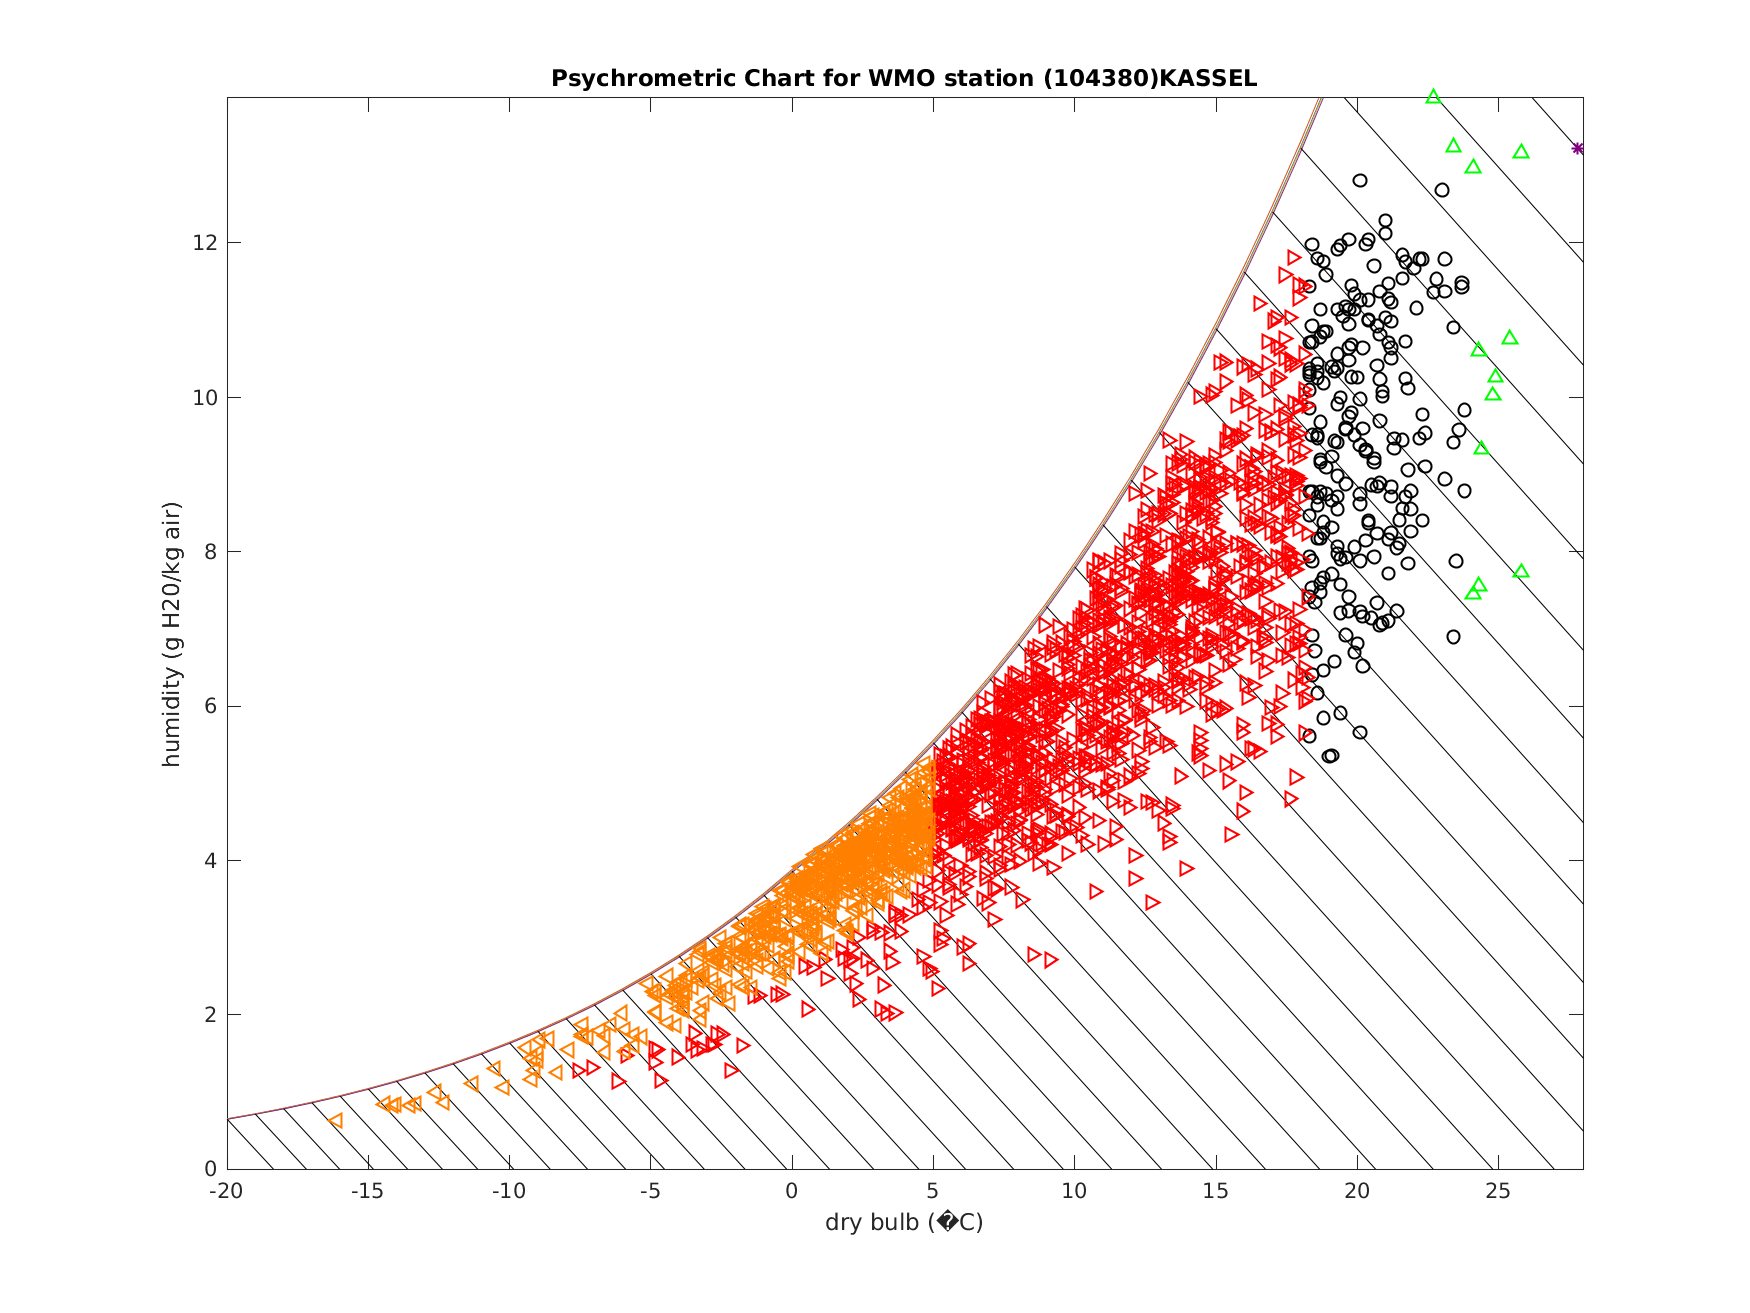 Psychrometric Chart for WMO station (104380)KASSEL
humidity (g H20/kg air)
12
10
8
6
4
2
0
-20 -15 -10 -5 0 5 10 15 20 25
dry bulb (�C)